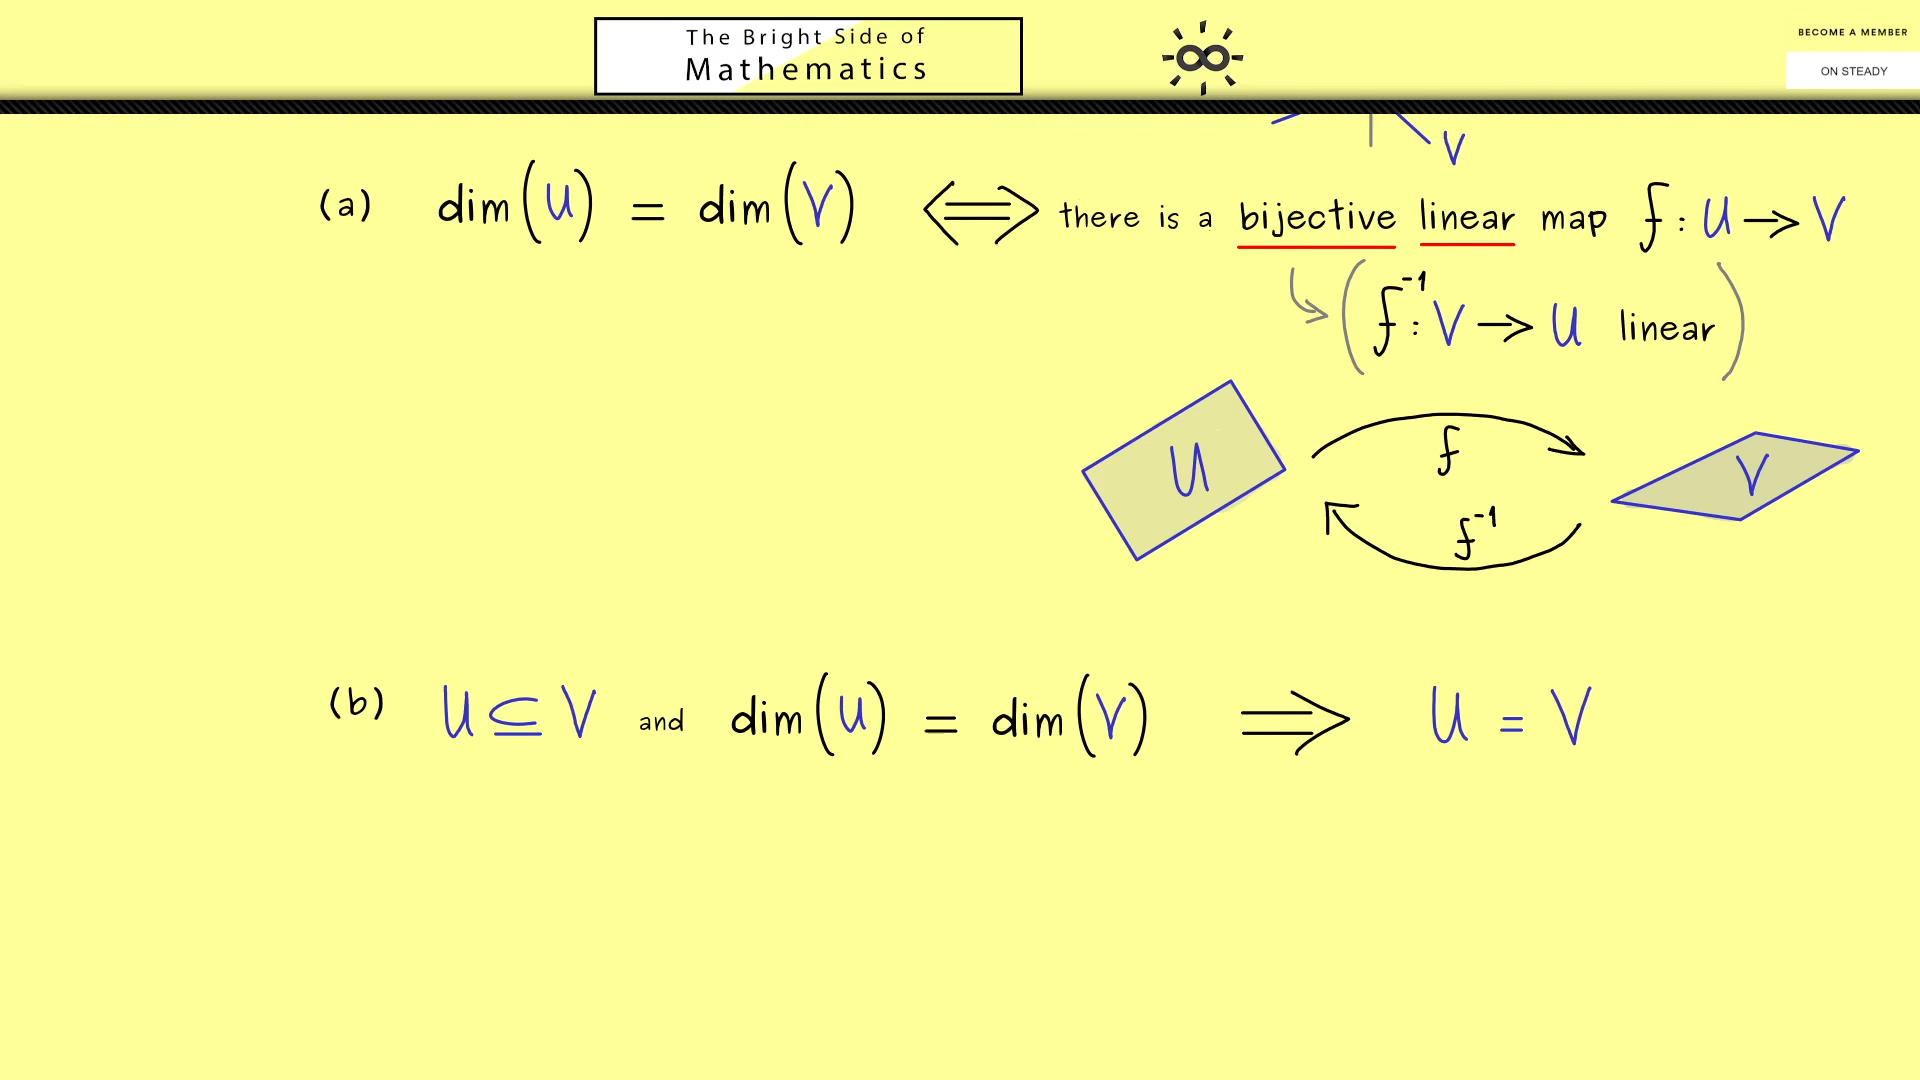 The Bright Side of
Mathematics
BECOME A MEMBER
ON STEADY
V
(a) dim(U) = dim(V) ⟺ there is a bijective linear map f : U → V
(f⁻¹ : V → U linear)
U f V
f⁻¹
(b) U ⊆ V and dim(U) = dim(V) ⟹ U = V